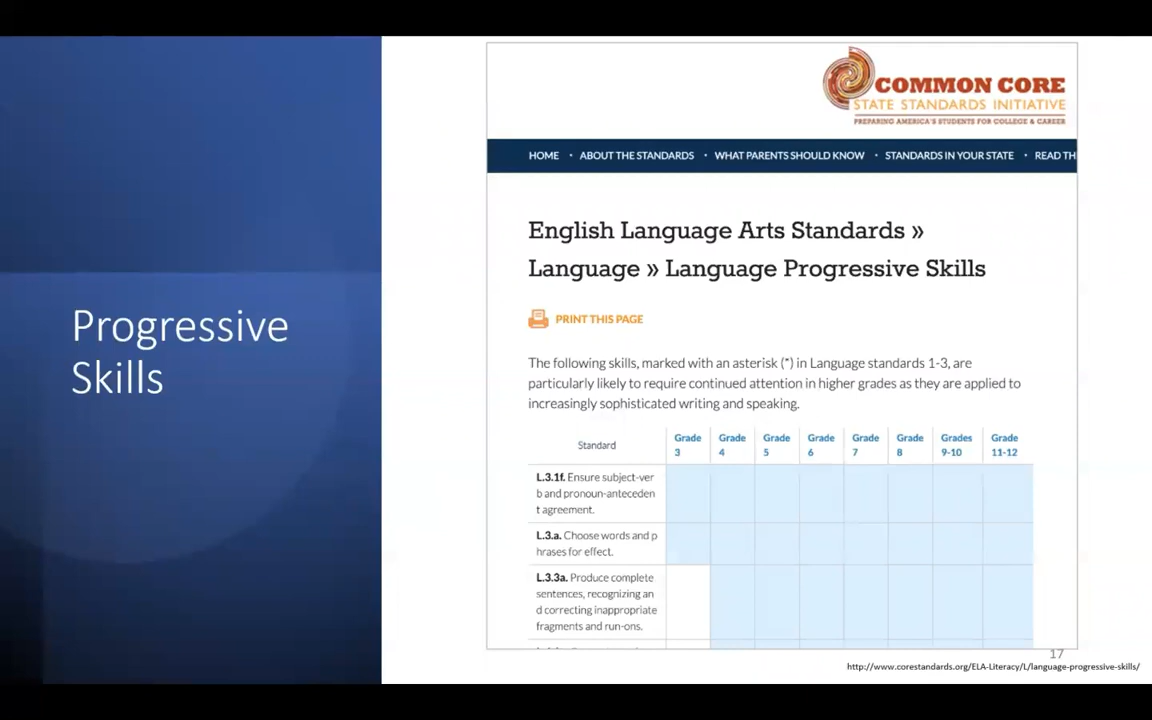 Progressive
Skills
COMMON CORE
STATE STANDARDS INITIATIVE
PREPARING AMERICA'S STUDENTS FOR COLLEGE & CAREER
HOME · ABOUT THE STANDARDS · WHAT PARENTS SHOULD KNOW · STANDARDS IN YOUR STATE · READ TH
English Language Arts Standards »
Language » Language Progressive Skills
PRINT THIS PAGE
The following skills, marked with an asterisk (*) in Language standards 1-3, are
particularly likely to require continued attention in higher grades as they are applied to
increasingly sophisticated writing and speaking.
Standard
Grade 3
Grade 4
Grade 5
Grade 6
Grade 7
Grade 8
Grades 9-10
Grade 11-12
L.3.1f. Ensure subject-ver
b and pronoun-anteceden
t agreement.
L.3.a. Choose words and p
hrases for effect.
L.3.3a. Produce complete
sentences, recognizing an
d correcting inappropriate
fragments and run-ons.
17
http://www.corestandards.org/ELA-Literacy/L/language-progressive-skills/